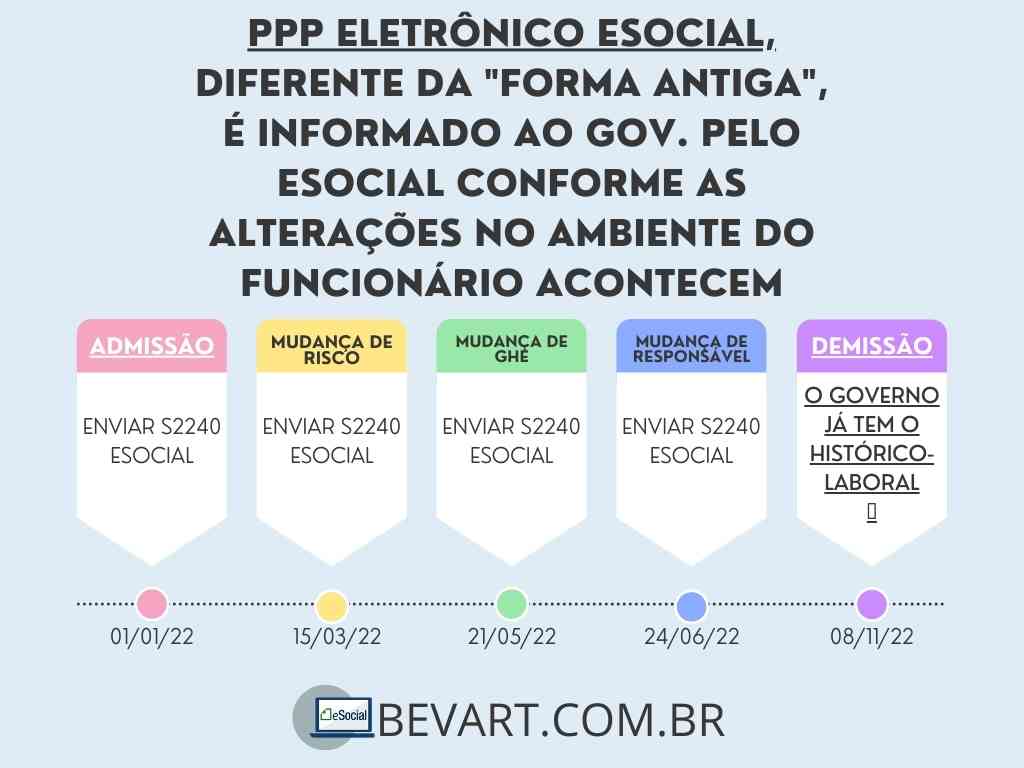 PPP ELETRÔNICO ESOCIAL,
DIFERENTE DA "FORMA ANTIGA",
É INFORMADO AO GOV. PELO
ESOCIAL CONFORME AS
ALTERAÇÕES NO AMBIENTE DO
FUNCIONÁRIO ACONTECEM
ADMISSÃO
ENVIAR S2240
ESOCIAL
01/01/22
MUDANÇA DE
RISCO
ENVIAR S2240
ESOCIAL
15/03/22
MUDANÇA DE
GHE
ENVIAR S2240
ESOCIAL
21/05/22
MUDANÇA DE
RESPONSÁVEL
ENVIAR S2240
ESOCIAL
24/06/22
DEMISSÃO
O GOVERNO
JÁ TEM O
HISTÓRICO-
LABORAL
08/11/22
eSocial
BEVART.COM.BR